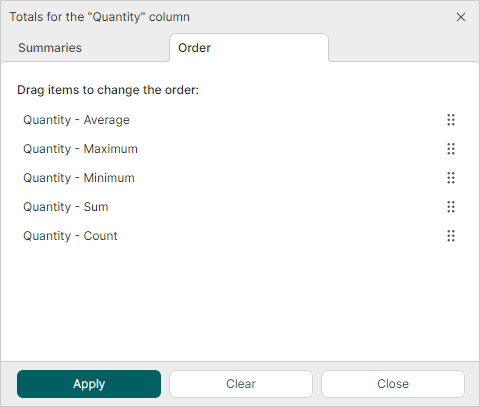 Totals for the "Quantity" column
Summaries
Order
Drag items to change the order:
Quantity - Average
Quantity - Maximum
Quantity - Minimum
Quantity - Sum
Quantity - Count
Apply
Clear
Close